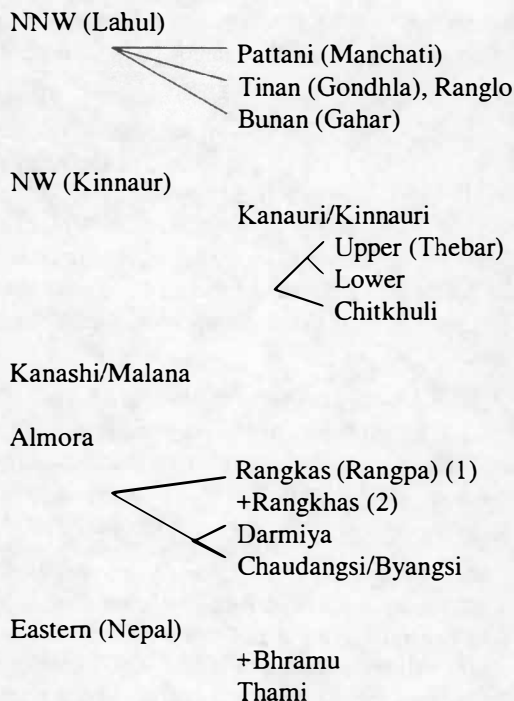 NNW (Lahul)
Pattani (Manchati)
Tinan (Gondhla), Ranglo
Bunan (Gahar)
NW (Kinnaur)
Kanauri/Kinnauri
Upper (Thebar)
Lower
Chitkhuli
Kanashi/Malana
Almora
Rangkas (Rangpa) (1)
+Rangkhas (2)
Darmiya
Chaudangsi/Byangsi
Eastern (Nepal)
+Bhramu
Thami